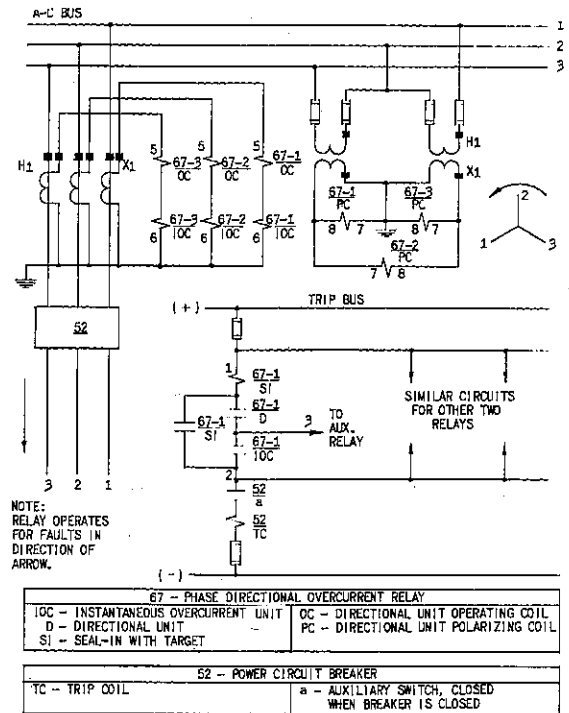 A-C BUS
1
2
3
H1
X1
5
67-3
OC
5
67-2
OC
5
67-1
OC
67-3
IOC
6
67-2
IOC
6
67-1
IOC
6
H1
X1
67-1
PC
67-3
PC
8 7
8 7
67-2
PC
7 8
2
1
3
52
3 2 1
NOTE:
RELAY OPERATES
FOR FAULTS IN
DIRECTION OF
ARROW.
(+)
TRIP BUS
1
67-1
SI
67-1
D
67-1
SI
67-1
IOC
3
TO
AUX.
RELAY
2
52
a
52
TC
(-)
SIMILAR CIRCUITS
FOR OTHER TWO
RELAYS
67 - PHASE DIRECTIONAL OVERCURRENT RELAY
IOC - INSTANTANEOUS OVERCURRENT UNIT
D - DIRECTIONAL UNIT
SI - SEAL-IN WITH TARGET
OC - DIRECTIONAL UNIT OPERATING COIL
PC - DIRECTIONAL UNIT POLARIZING COIL
52 - POWER CIRCUIT BREAKER
TC - TRIP COIL
a - AUXILIARY SWITCH, CLOSED
WHEN BREAKER IS CLOSED